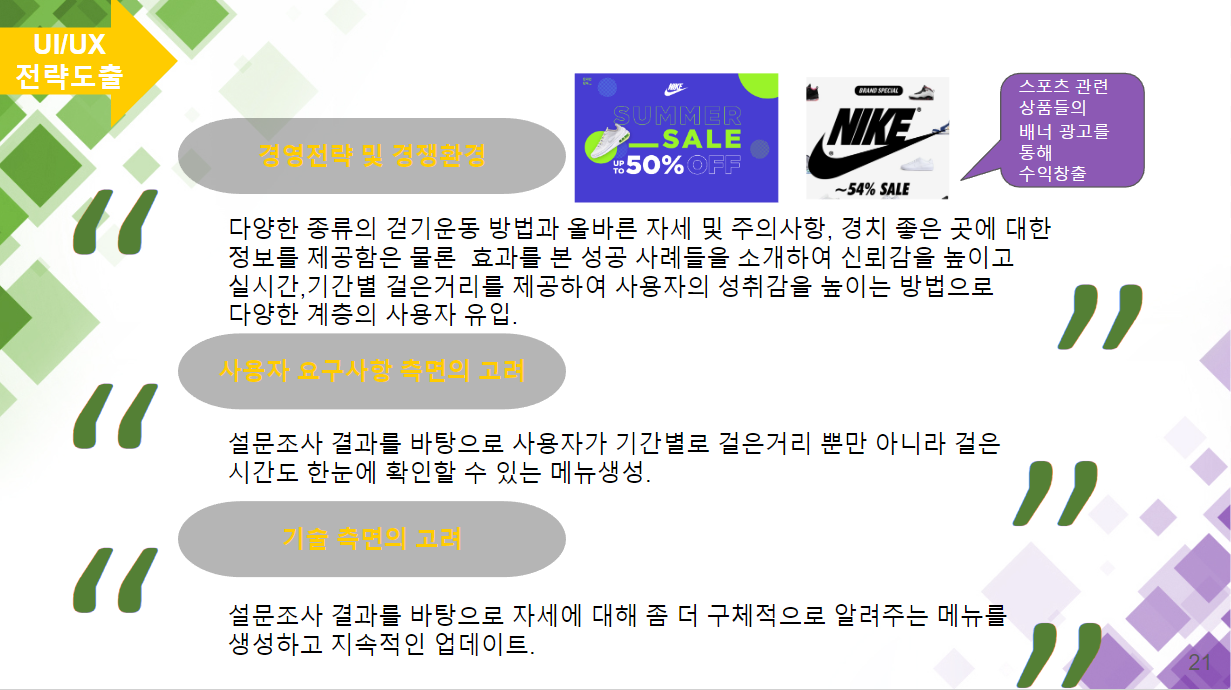 UI/UX
전략도출
경영전략 및 경쟁환경
NIKE
SUMMER
SALE
UP TO 50% OFF
BRAND SPECIAL
NIKE
~54% SALE
스포츠 관련
상품들의
배너 광고를
통해
수익창출
“
다양한 종류의 걷기운동 방법과 올바른 자세 및 주의사항, 경치 좋은 곳에 대한
정보를 제공함은 물론  효과를 본 성공 사례들을 소개하여 신뢰감을 높이고
실시간,기간별 걸은거리를 제공하여 사용자의 성취감을 높이는 방법으로
다양한 계층의 사용자 유입.
”
사용자 요구사항 측면의 고려
“
설문조사 결과를 바탕으로 사용자가 기간별로 걸은거리 뿐만 아니라 걸은
시간도 한눈에 확인할 수 있는 메뉴생성.
”
기술 측면의 고려
“
설문조사 결과를 바탕으로 자세에 대해 좀 더 구체적으로 알려주는 메뉴를
생성하고 지속적인 업데이트.
”
21